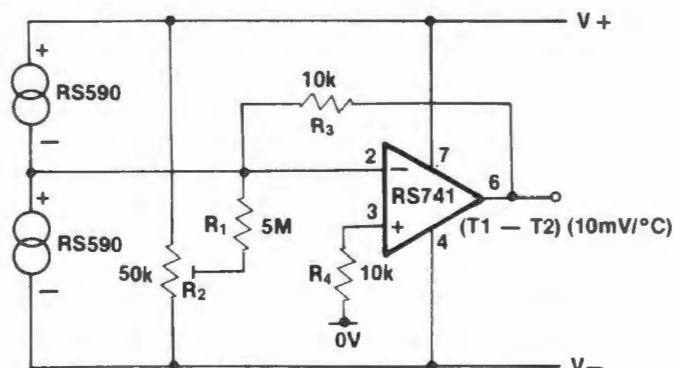 V +
+
RS590
—
10k
R₃
2
−
7
6
RS741
3
+
4
(T1 — T2) (10mV/°C)
R₁
5M
+
RS590
—
50k
R₂
R₄
10k
0V
V−